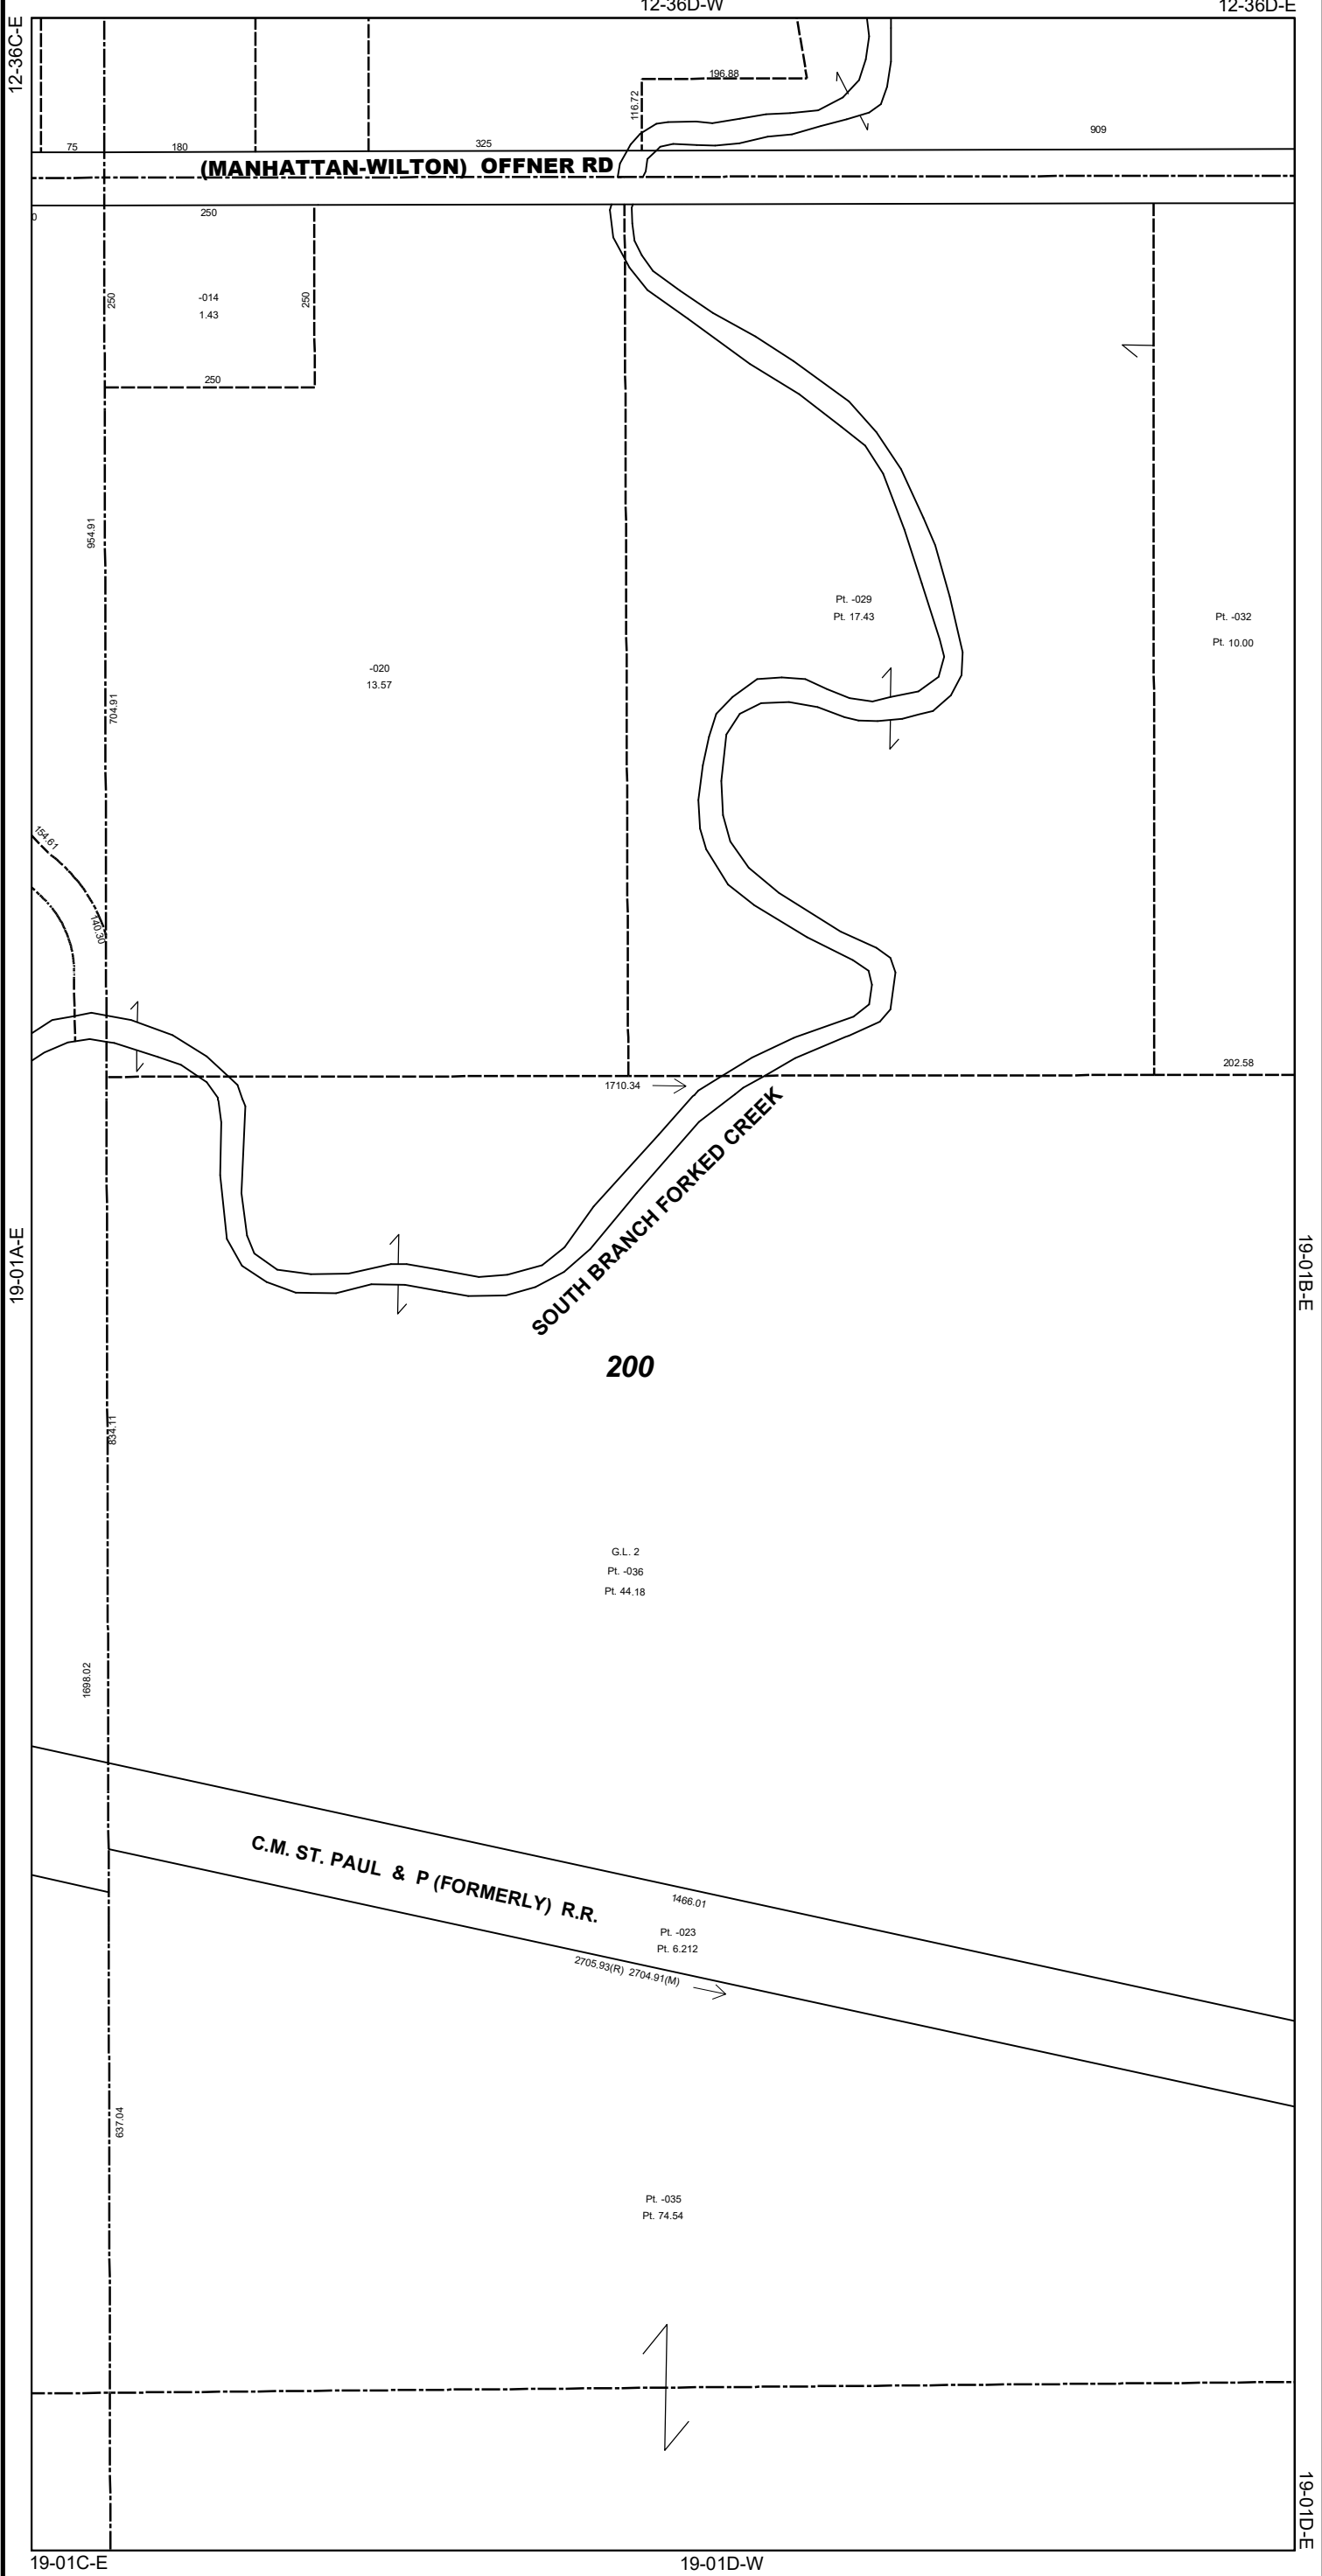 12-36D-W
12-36D-E
12-36C-E
196.88
116.72
909
75
180
325
(MANHATTAN-WILTON) OFFNER RD
0
250
250
-014
1.43
250
250
954.91
Pt. -029
Pt. 17.43
Pt. -032
Pt. 10.00
-020
13.57
704.91
154.61
140.30
202.58
1710.34
SOUTH BRANCH FORKED CREEK
19-01A-E
19-01B-E
200
834.11
G.L. 2
Pt. -036
Pt. 44.18
1698.02
C.M. ST. PAUL & P (FORMERLY) R.R.
1466.01
Pt. -023
Pt. 6.212
2705.93(R) 2704.91(M)
637.04
Pt. -035
Pt. 74.54
19-01D-E
19-01C-E
19-01D-W